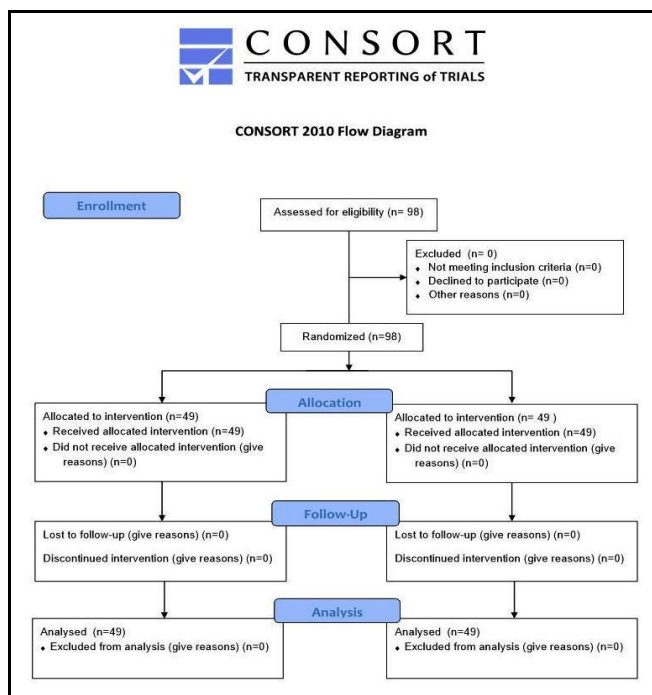 CONSORT
TRANSPARENT REPORTING of TRIALS
CONSORT 2010 Flow Diagram
Enrollment
Assessed for eligibility (n= 98)
Excluded (n= 0)
♦ Not meeting inclusion criteria (n=0)
♦ Declined to participate (n=0)
♦ Other reasons (n=0)
Randomized (n=98)
Allocation
Allocated to intervention (n=49)
♦ Received allocated intervention (n=49)
♦ Did not receive allocated intervention (give
reasons) (n=0)
Allocated to intervention (n= 49 )
♦ Received allocated intervention (n=49)
♦ Did not receive allocated intervention (give
reasons) (n=0)
Follow-Up
Lost to follow-up (give reasons) (n=0)
Discontinued intervention (give reasons) (n=0)
Lost to follow-up (give reasons) (n=0)
Discontinued intervention (give reasons) (n=0)
Analysis
Analysed (n=49)
♦ Excluded from analysis (give reasons) (n=0)
Analysed (n=49)
♦ Excluded from analysis (give reasons) (n=0)